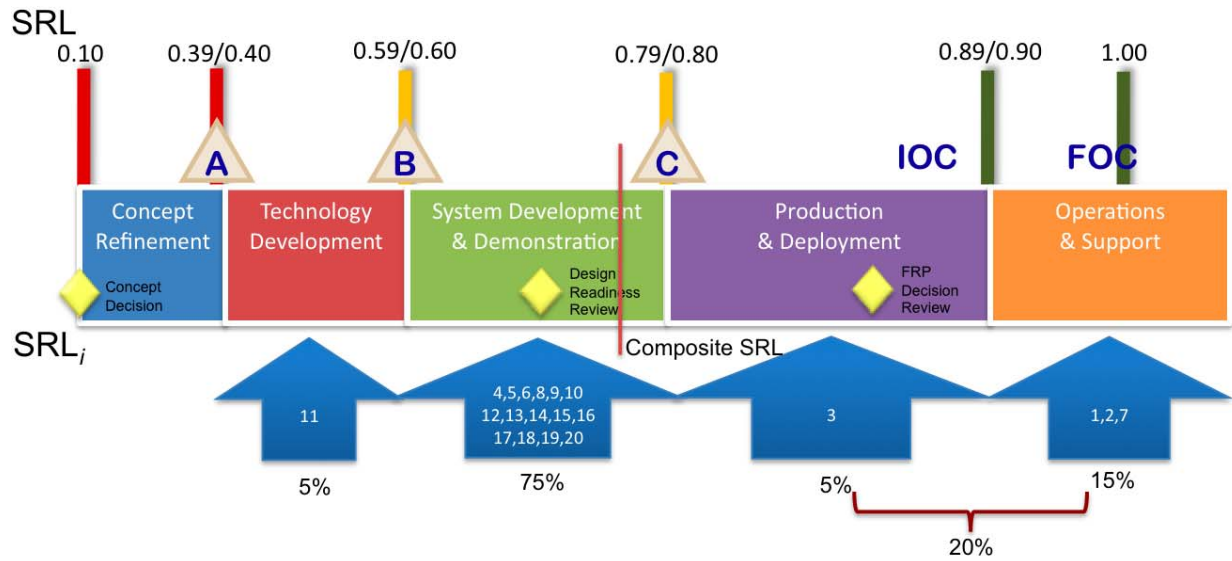 SRL
0.10
0.39/0.40
0.59/0.60
0.79/0.80
0.89/0.90
1.00
A
B
C
IOC
FOC
Concept
Refinement
Technology
Development
System Development
& Demonstration
Production
& Deployment
Operations
& Support
Concept
Decision
Design
Readiness
Review
FRP
Decision
Review
SRLi
Composite SRL
11
4,5,6,8,9,10
12,13,14,15,16
17,18,19,20
3
1,2,7
5%
75%
5%
15%
20%